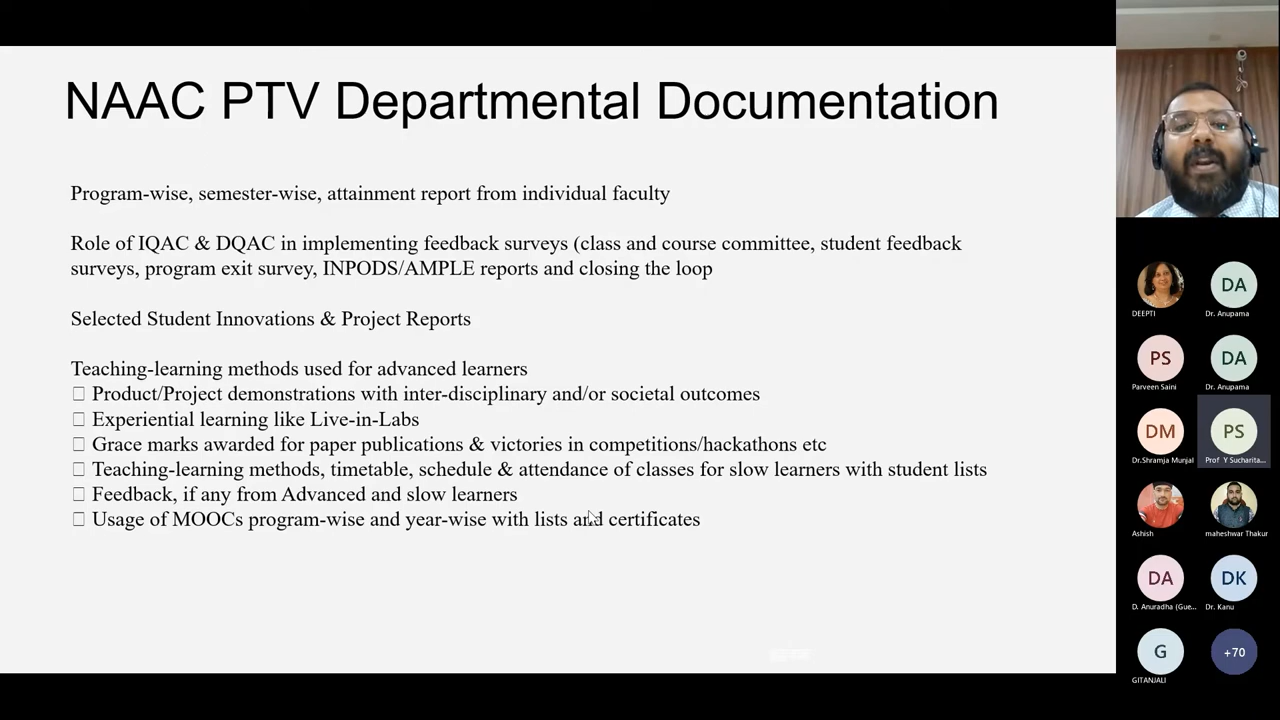 NAAC PTV Departmental Documentation
Program-wise, semester-wise, attainment report from individual faculty
Role of IQAC & DQAC in implementing feedback surveys (class and course committee, student feedback
surveys, program exit survey, INPODS/AMPLE reports and closing the loop
Selected Student Innovations & Project Reports
Teaching-learning methods used for advanced learners
Product/Project demonstrations with inter-disciplinary and/or societal outcomes
Experiential learning like Live-in-Labs
Grace marks awarded for paper publications & victories in competitions/hackathons etc
Teaching-learning methods, timetable, schedule & attendance of classes for slow learners with student lists
Feedback, if any from Advanced and slow learners
Usage of MOOCs program-wise and year-wise with lists and certificates
DA
DEEPTI
Dr. Anupama
PS
DA
Parveen Saini
Dr. Anupama
DM
PS
Dr.Shramja Munjal
Prof Y Sucharita...
Ashish
maheshwar Thakur
DA
DK
D. Anuradha (Gue...
Dr. Kanu
G
+70
GITANJALI